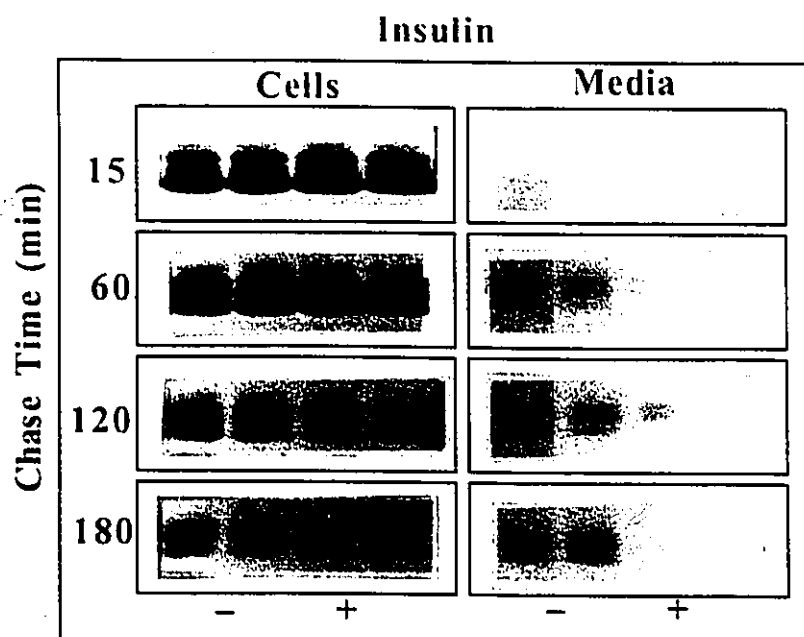 Insulin
Cells Media
Chase Time (min)
15
60
120
180
− + − +